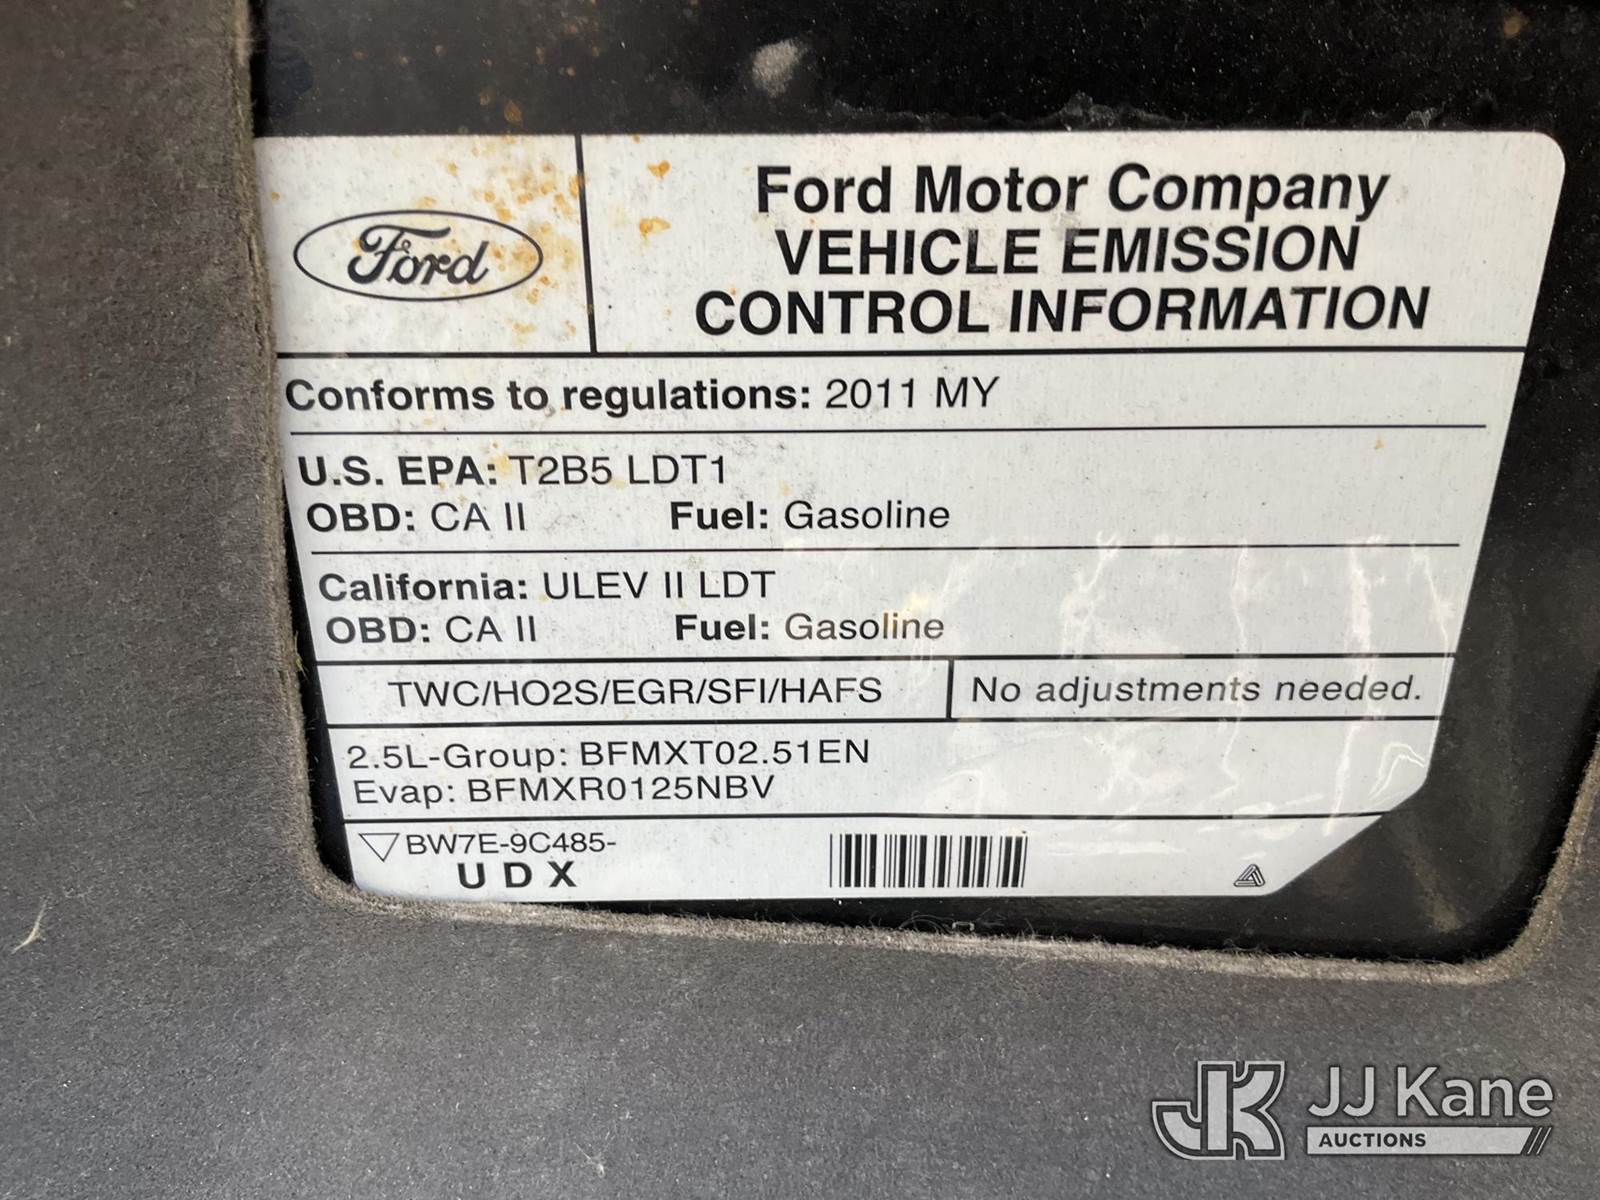 Ford
Ford Motor Company
VEHICLE EMISSION
CONTROL INFORMATION
Conforms to regulations: 2011 MY
U.S. EPA: T2B5 LDT1
OBD: CA II Fuel: Gasoline
California: ULEV II LDT
OBD: CA II Fuel: Gasoline
TWC/HO2S/EGR/SFI/HAFS No adjustments needed.
2.5L-Group: BFMXT02.51EN
Evap: BFMXR0125NBV
BW7E-9C485-
UDX
JK JJ Kane
AUCTIONS